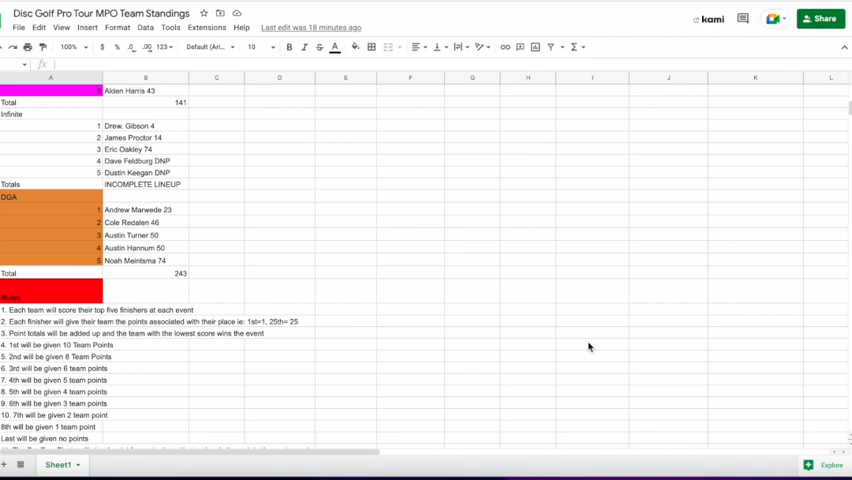 Disc Golf Pro Tour MPO Team Standings
File Edit View Insert Format Data Tools Extensions Help Last edit was 18 minutes ago
kami Share
100% $ % .0 .00 123 Default (Ari... 10 B I S A
fx
A B C D E F G H I J K L
Alden Harris 43
Total 141
Infinite
1 Drew. Gibson 4
2 James Proctor 14
3 Eric Oakley 74
4 Dave Feldburg DNP
5 Dustin Keegan DNP
Totals INCOMPLETE LINEUP
DGA
1 Andrew Marwede 23
2 Cole Redalen 46
3 Austin Turner 50
4 Austin Hannum 50
5 Noah Meintsma 74
Total 243
Rules
1. Each team will score their top five finishers at each event
2. Each finisher will give their team the points associated with their place ie: 1st=1, 25th= 25
3. Point totals will be added up and the team with the lowest score wins the event
4. 1st will be given 10 Team Points
5. 2nd will be given 8 Team Points
6. 3rd will be given 6 team points
7. 4th will be given 5 team points
8. 5th will be given 4 team points
9. 6th will be given 3 team points
10. 7th will be given 2 team point
8th will be given 1 team point
Last will be given no points
Sheet1
Explore